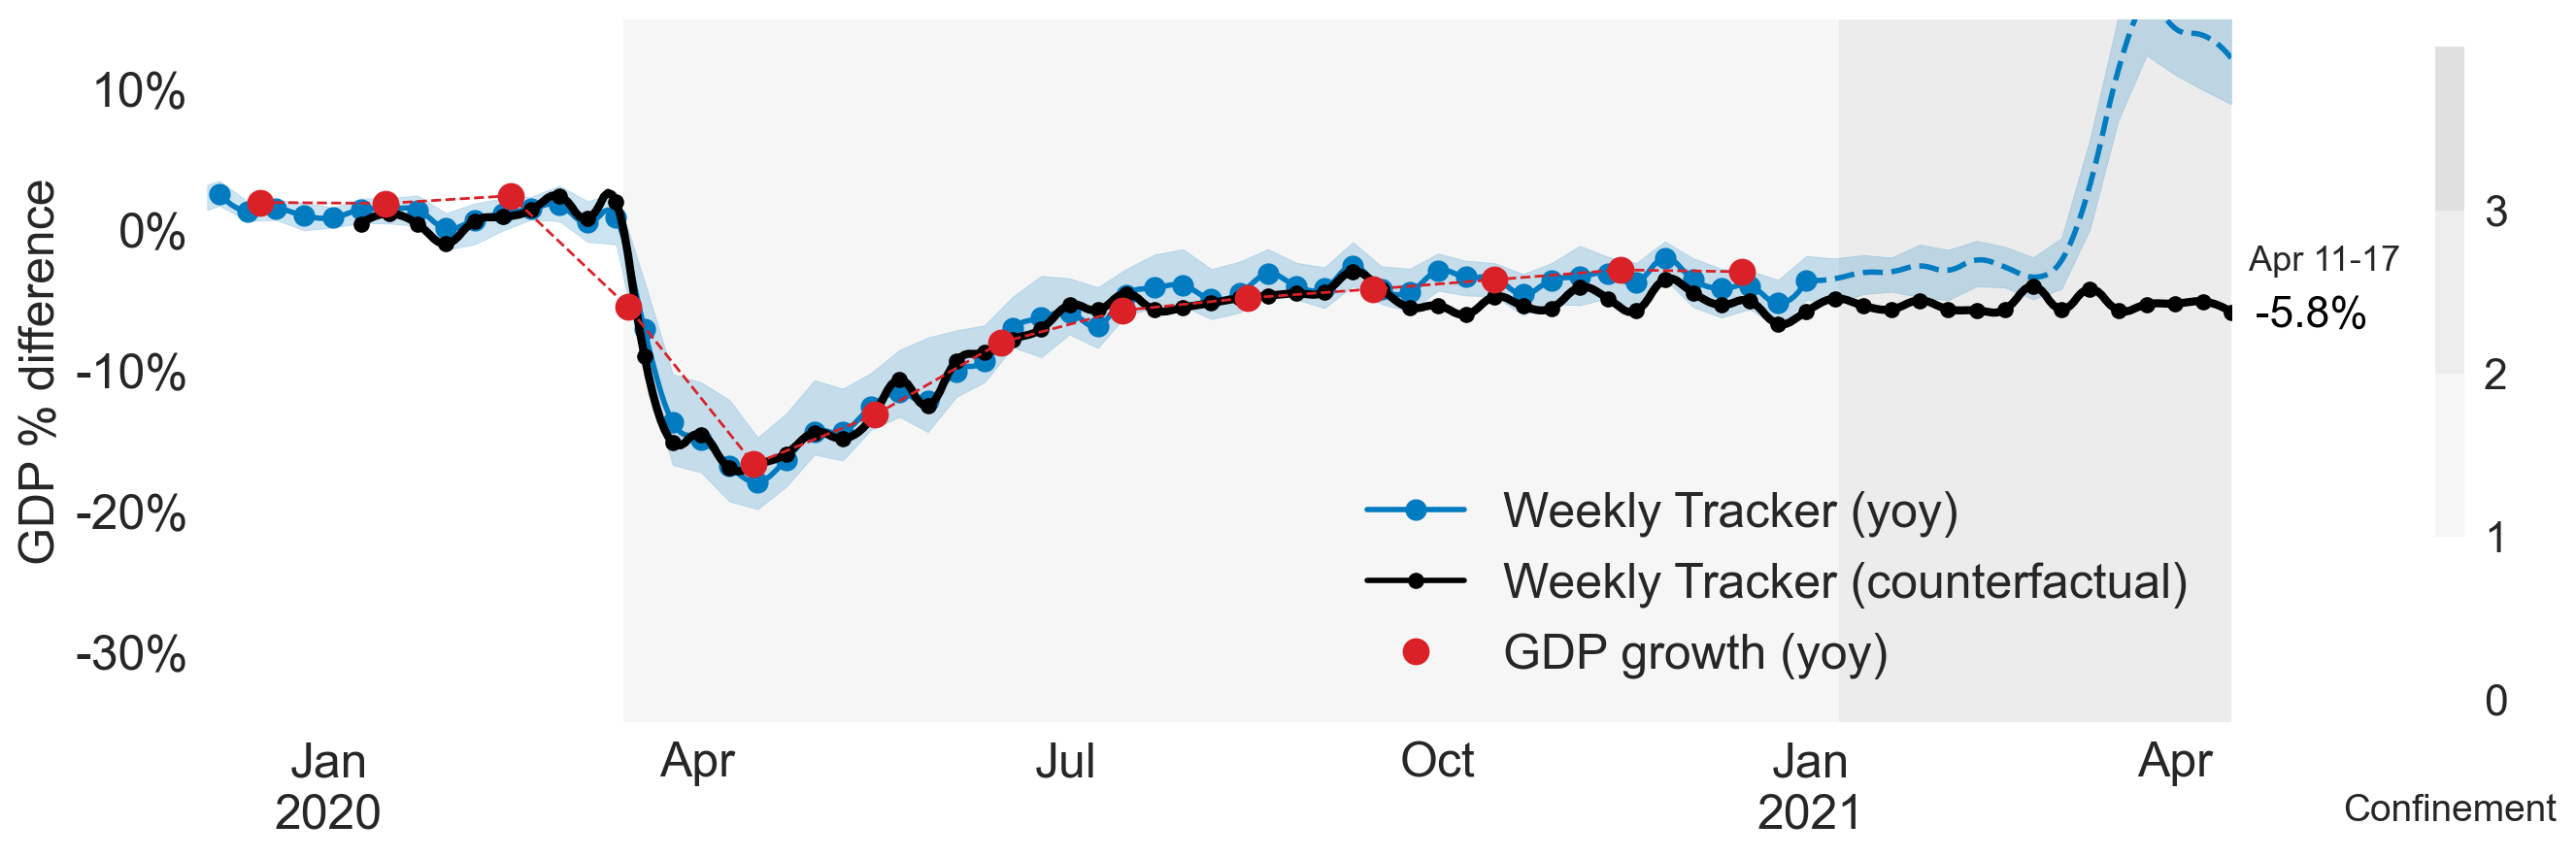 GDP % difference
10%
0%
-10%
-20%
-30%
Weekly Tracker (yoy)
Weekly Tracker (counterfactual)
GDP growth (yoy)
Jan
2020
Apr
Jul
Oct
Jan
2021
Apr
Apr 11-17
-5.8%
3
2
1
0
Confinement